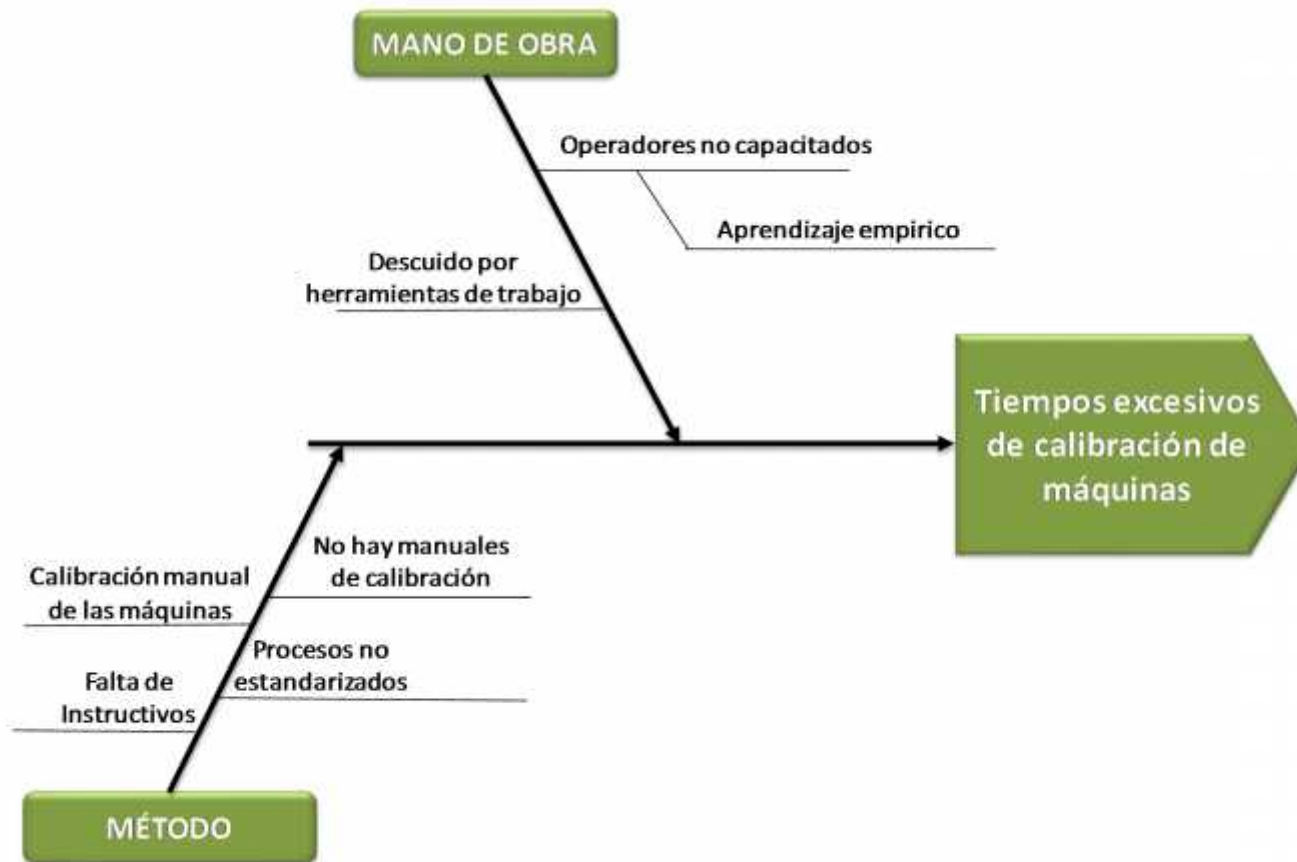 MANO DE OBRA
Operadores no capacitados
Aprendizaje empirico
Descuido por
herramientas de trabajo
Tiempos excesivos
de calibración de
máquinas
No hay manuales
de calibración
Calibración manual
de las máquinas
Procesos no
estandarizados
Falta de
Instructivos
MÉTODO